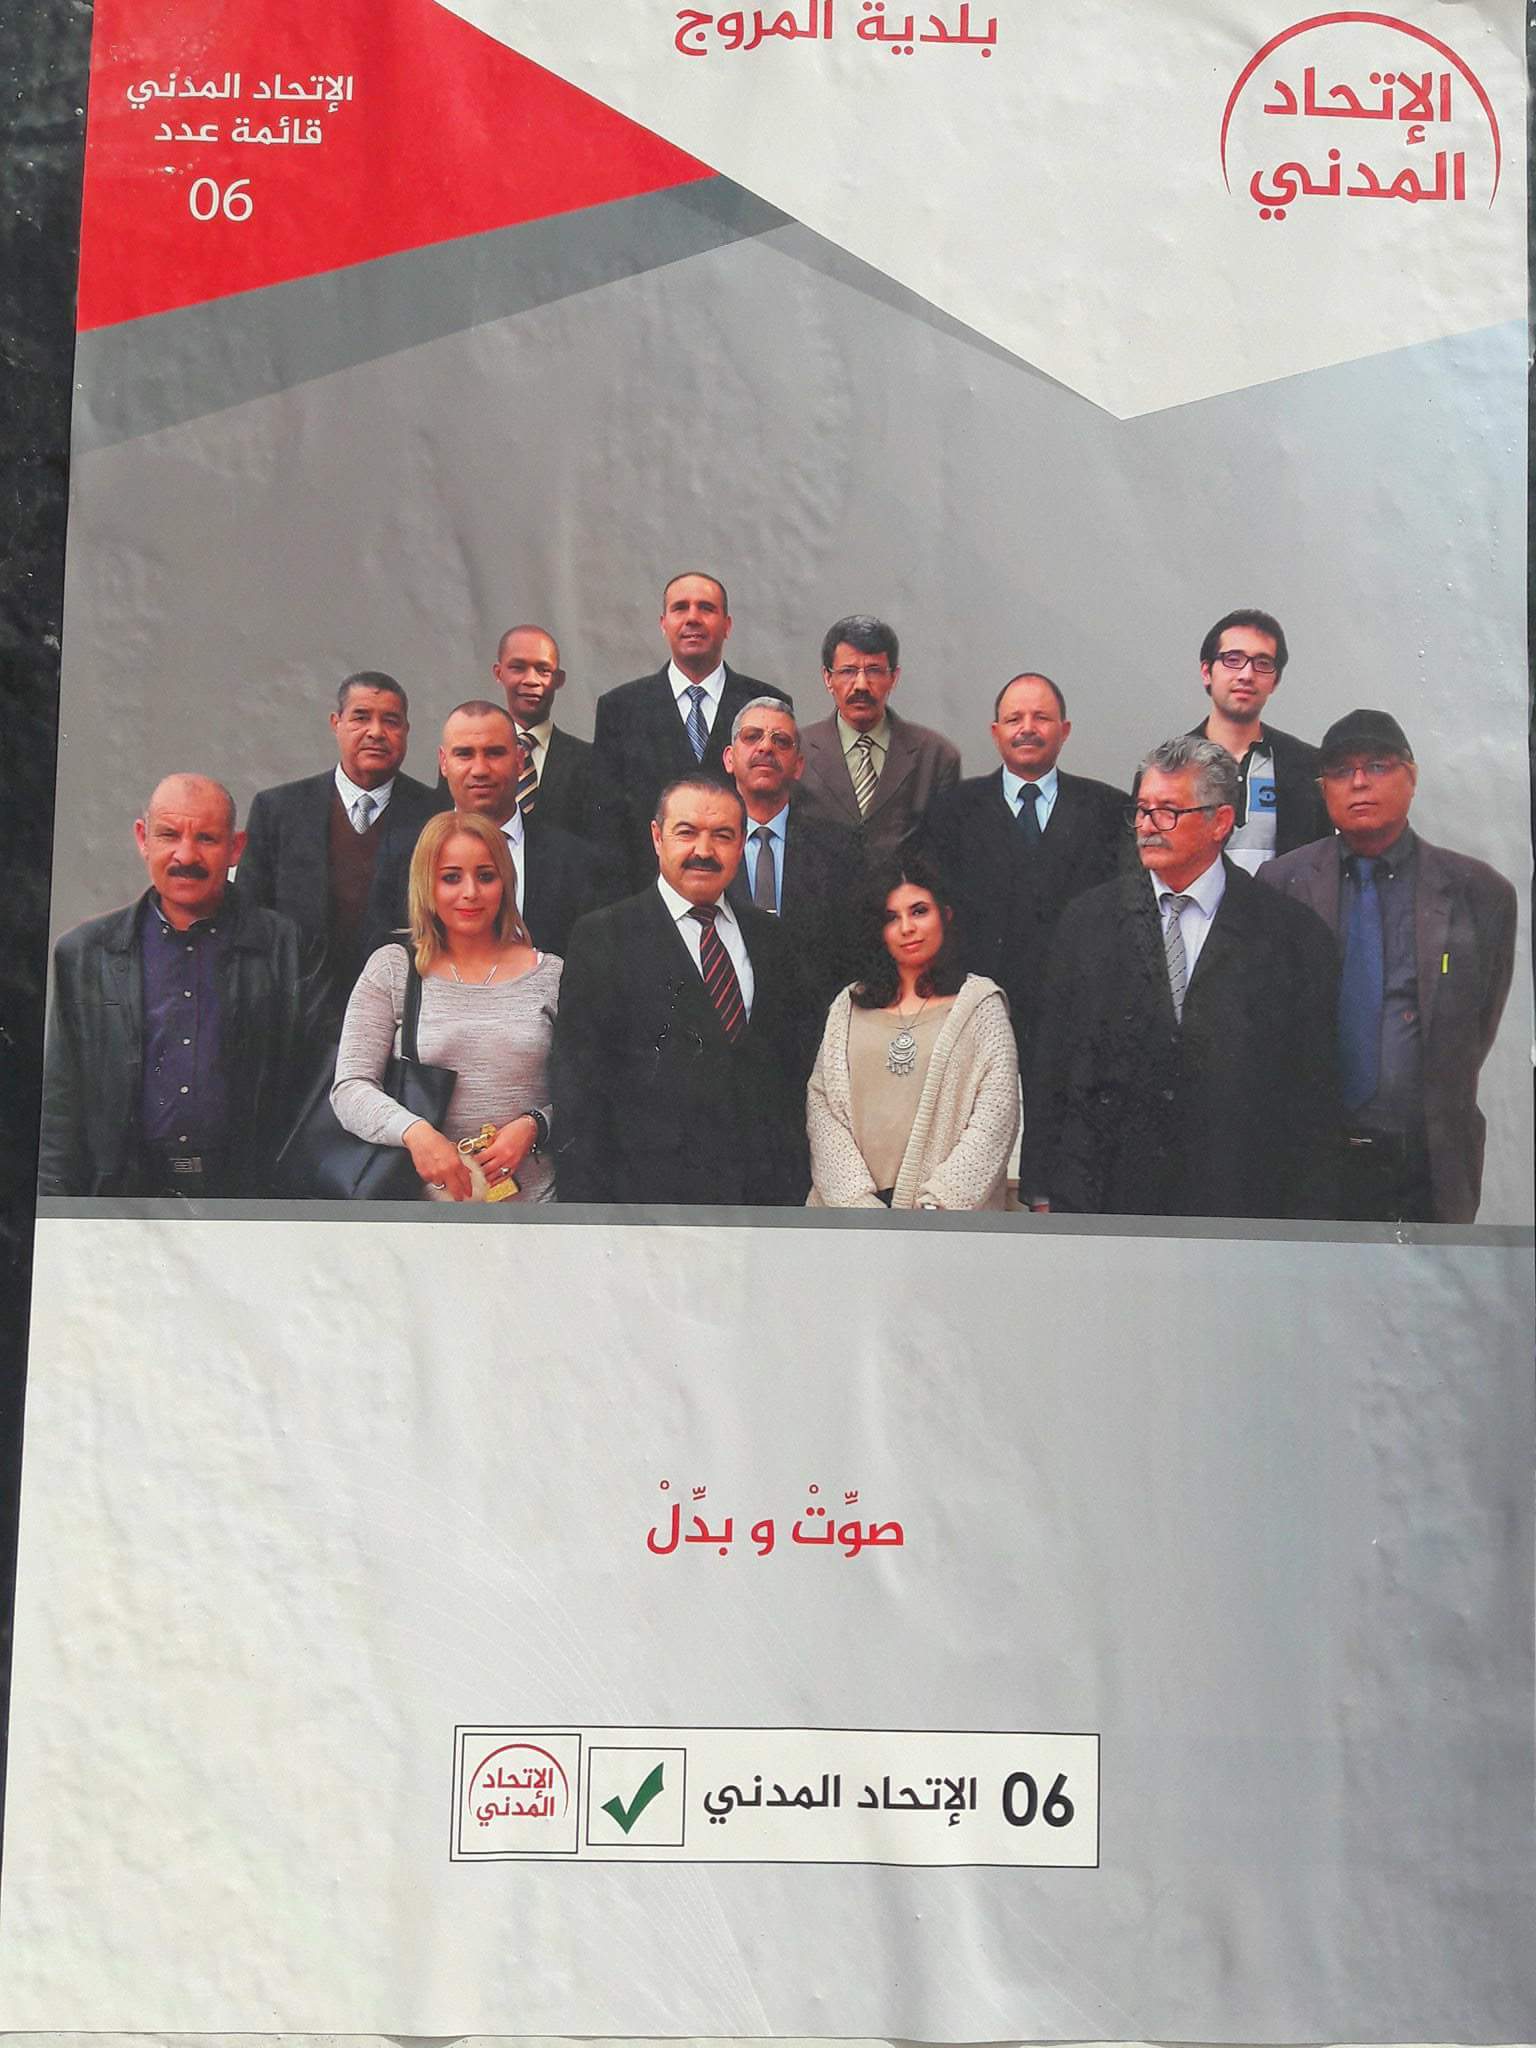 بلدية المروج
الإتحاد
المدني
الإتحاد المدني
قائمة عدد
06
صوِّتْ و بدِّلْ
06 الإتحاد المدني
الإتحاد
المدني